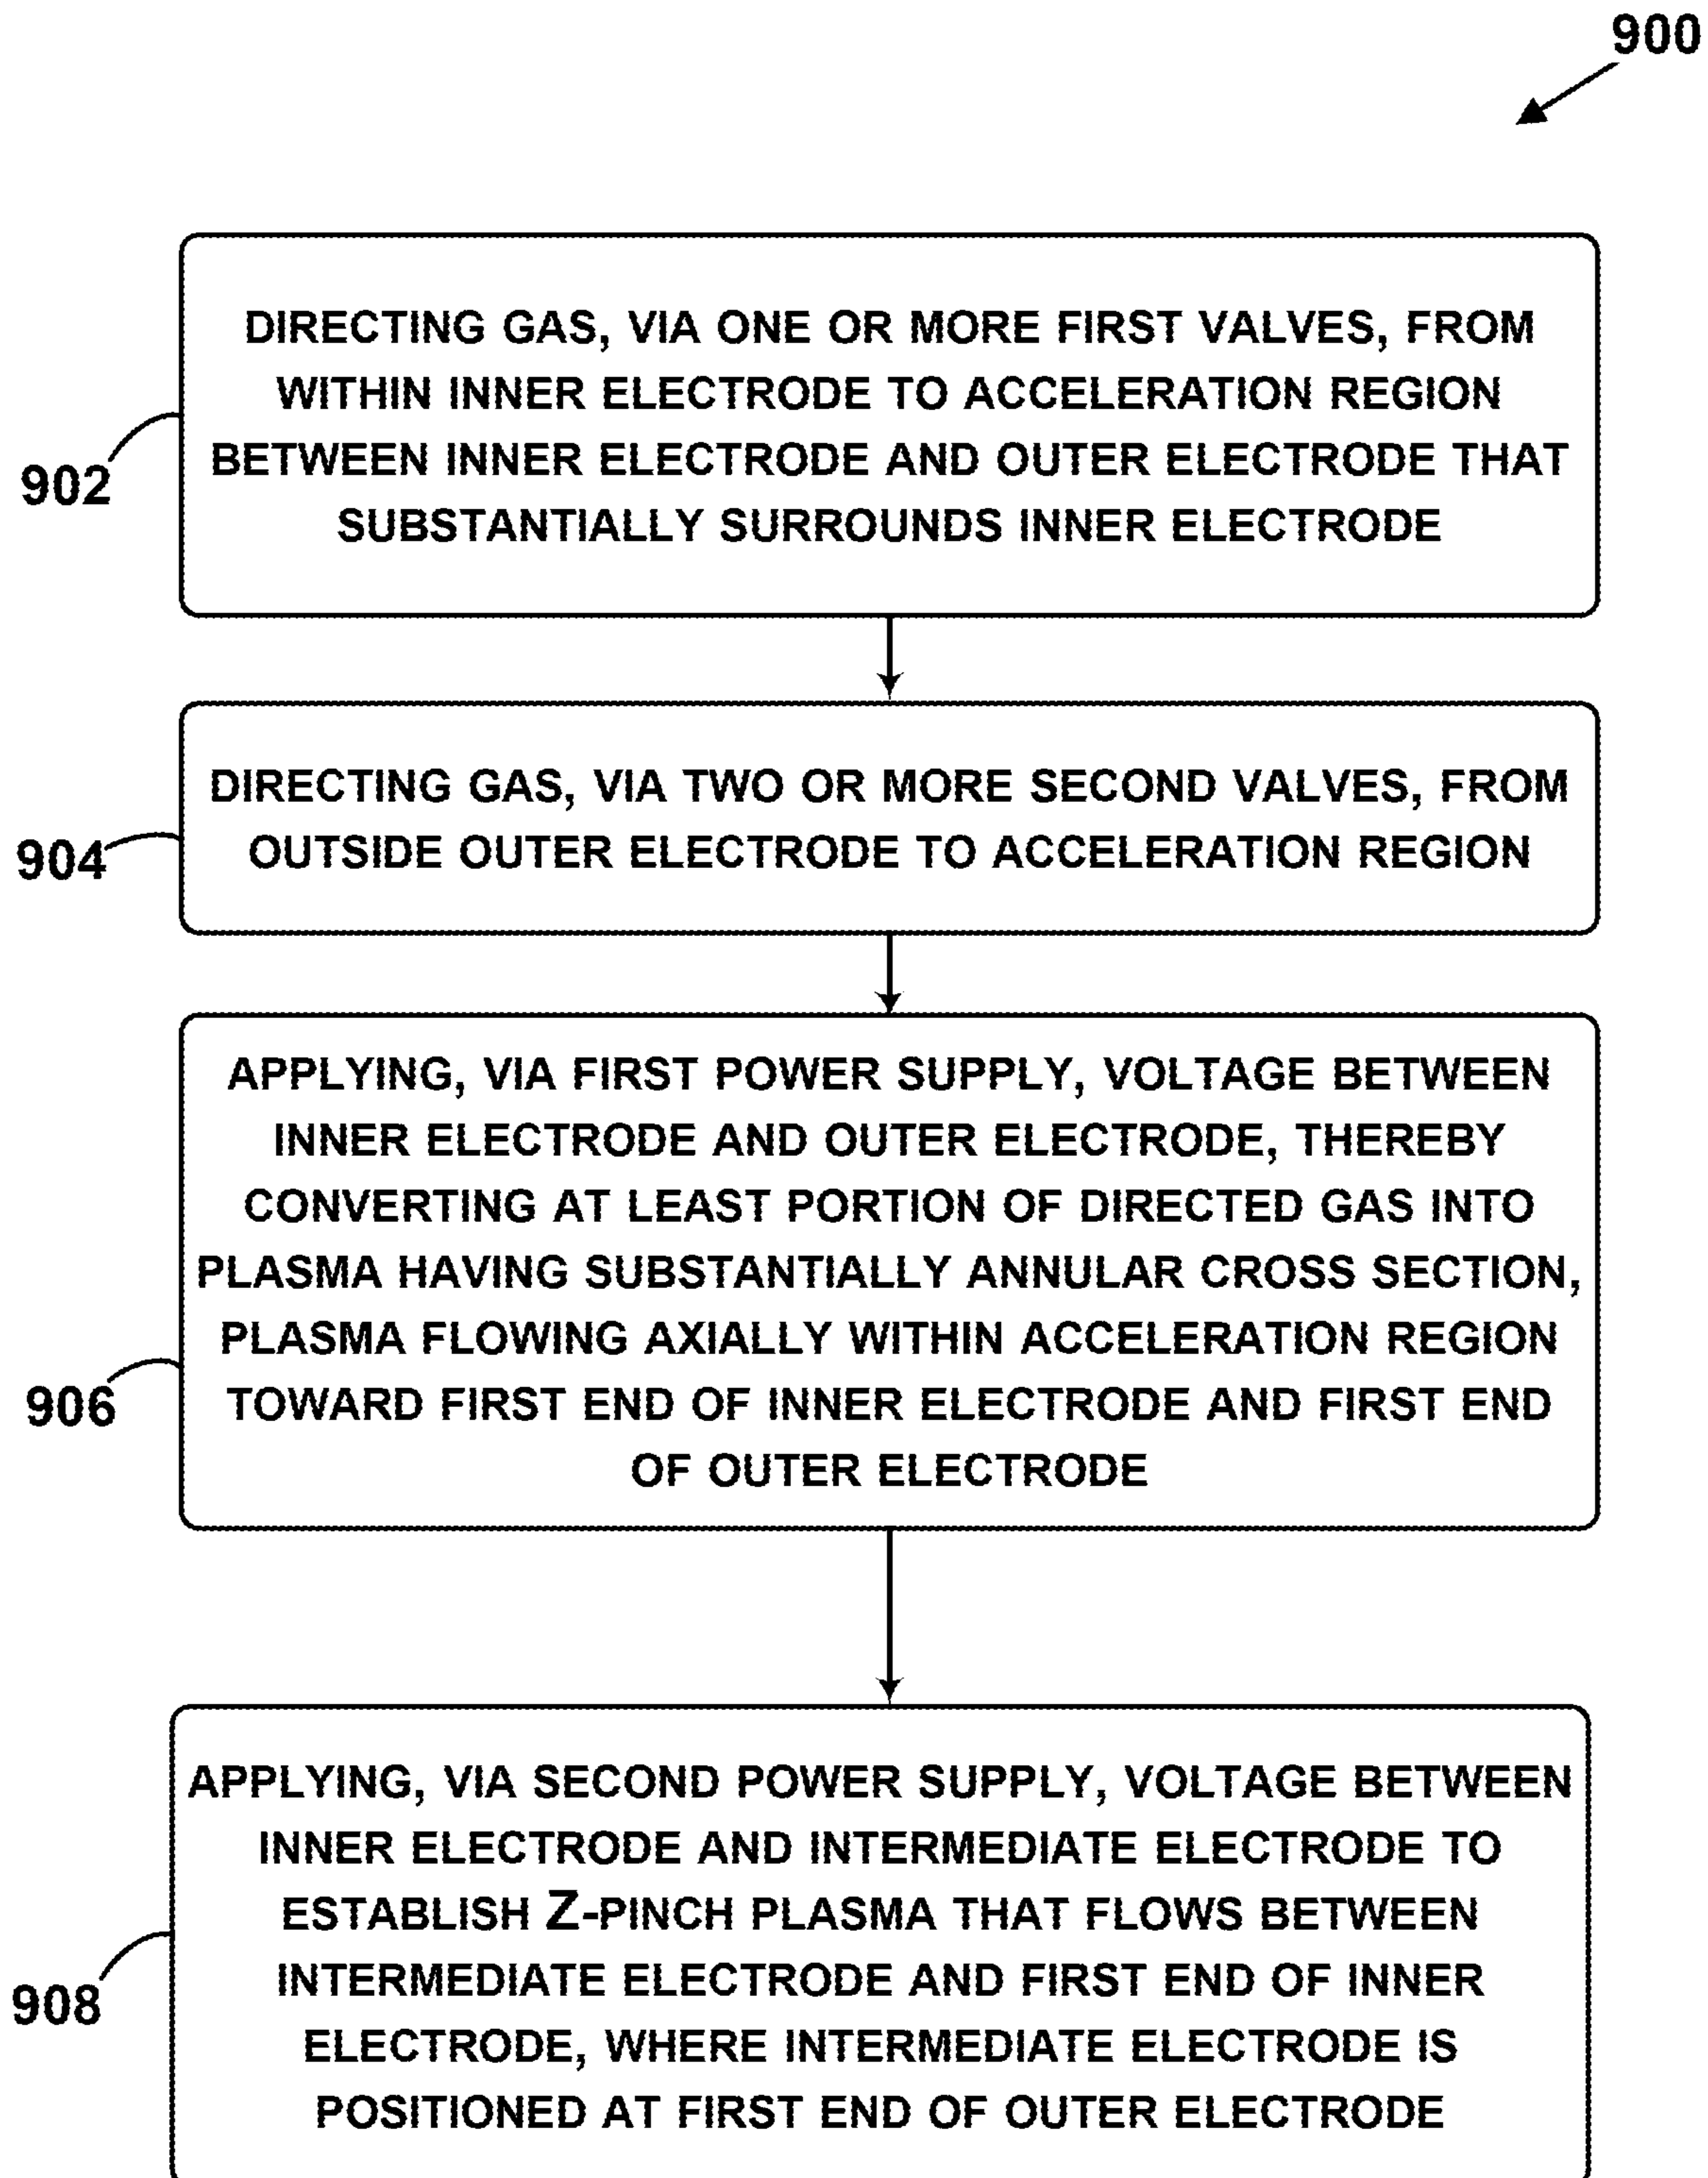 900
DIRECTING GAS, VIA ONE OR MORE FIRST VALVES, FROM
WITHIN INNER ELECTRODE TO ACCELERATION REGION
BETWEEN INNER ELECTRODE AND OUTER ELECTRODE THAT
SUBSTANTIALLY SURROUNDS INNER ELECTRODE
902
DIRECTING GAS, VIA TWO OR MORE SECOND VALVES, FROM
OUTSIDE OUTER ELECTRODE TO ACCELERATION REGION
904
APPLYING, VIA FIRST POWER SUPPLY, VOLTAGE BETWEEN
INNER ELECTRODE AND OUTER ELECTRODE, THEREBY
CONVERTING AT LEAST PORTION OF DIRECTED GAS INTO
PLASMA HAVING SUBSTANTIALLY ANNULAR CROSS SECTION,
PLASMA FLOWING AXIALLY WITHIN ACCELERATION REGION
TOWARD FIRST END OF INNER ELECTRODE AND FIRST END
OF OUTER ELECTRODE
906
APPLYING, VIA SECOND POWER SUPPLY, VOLTAGE BETWEEN
INNER ELECTRODE AND INTERMEDIATE ELECTRODE TO
ESTABLISH Z-PINCH PLASMA THAT FLOWS BETWEEN
INTERMEDIATE ELECTRODE AND FIRST END OF INNER
ELECTRODE, WHERE INTERMEDIATE ELECTRODE IS
POSITIONED AT FIRST END OF OUTER ELECTRODE
908